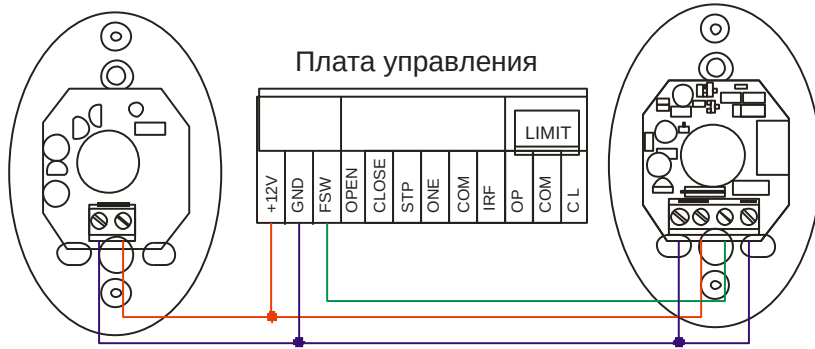 Плата управления
LIMIT
+12V
GND
FSW
OPEN
CLOSE
STP
ONE
COM
IRF
OP
COM
C L